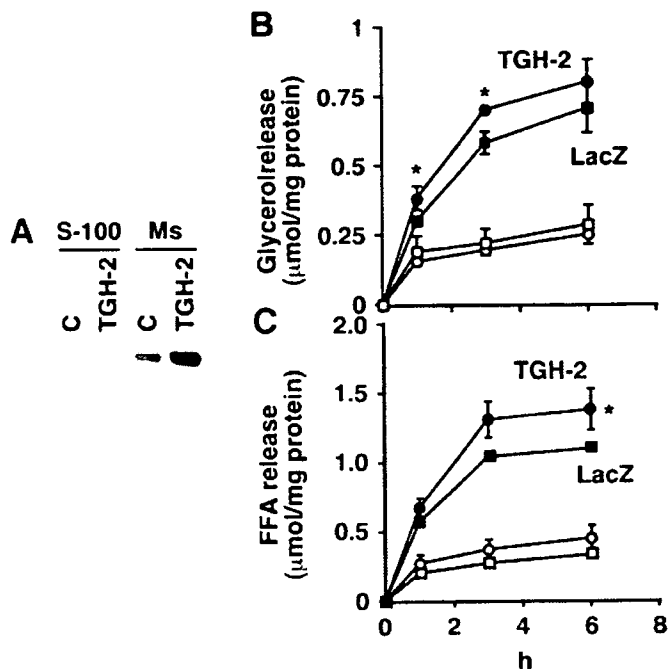 A
S-100 Ms
C TGH-2 C TGH-2
B
Glycerolrelease
(μmol/mg protein)
1
0.75
0.5
0.25
0
*
*
TGH-2
LacZ
C
FFA release
(μmol/mg protein)
2.0
1.5
1.0
0.5
0
TGH-2
*
LacZ
0 2 4 6 8
h